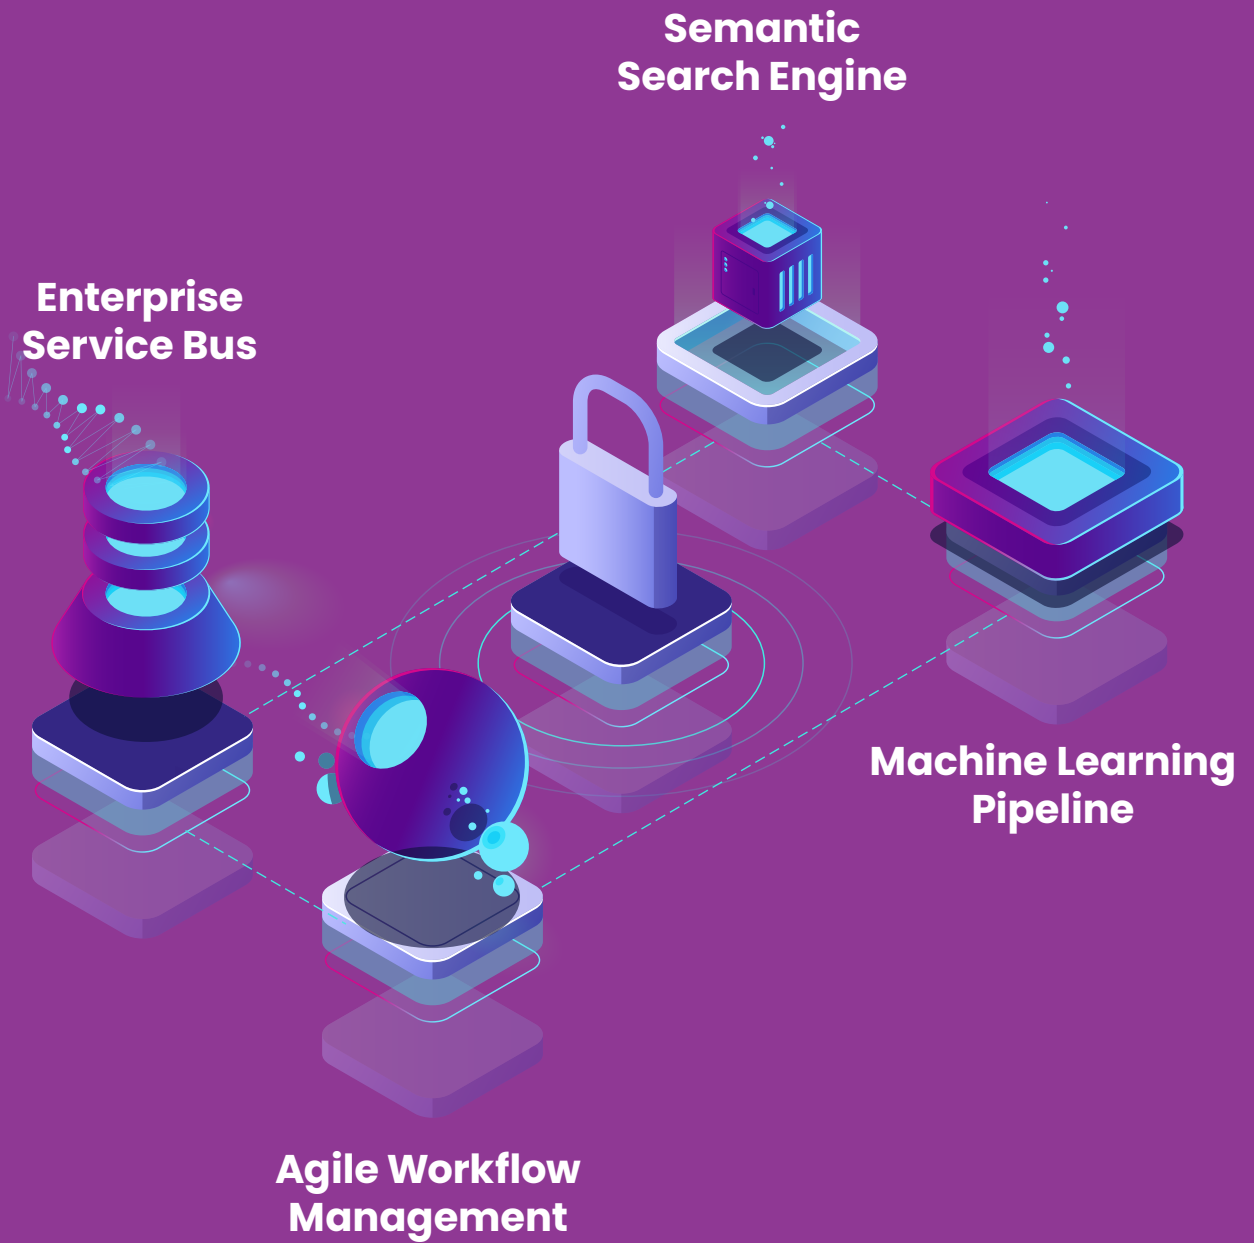 Semantic
Search Engine
Enterprise
Service Bus
Machine Learning
Pipeline
Agile Workflow
Management